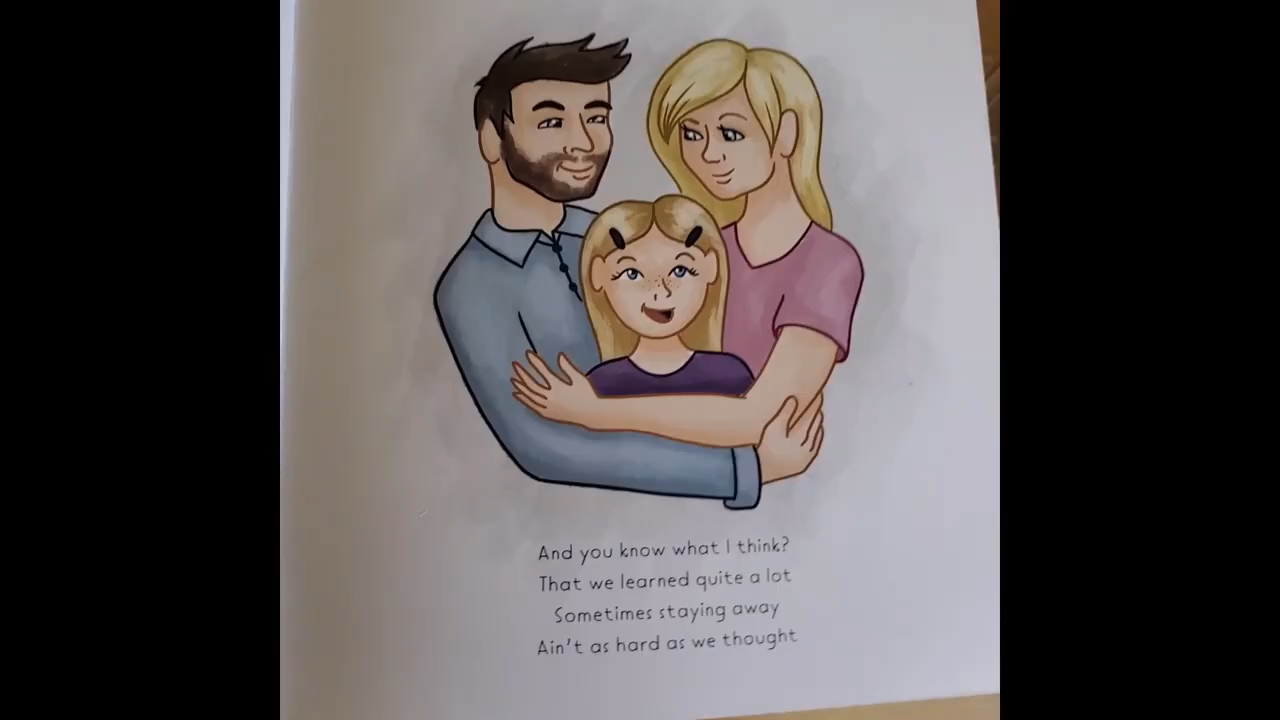 And you know what I think?
That we learned quite a lot
Sometimes staying away
Ain't as hard as we thought